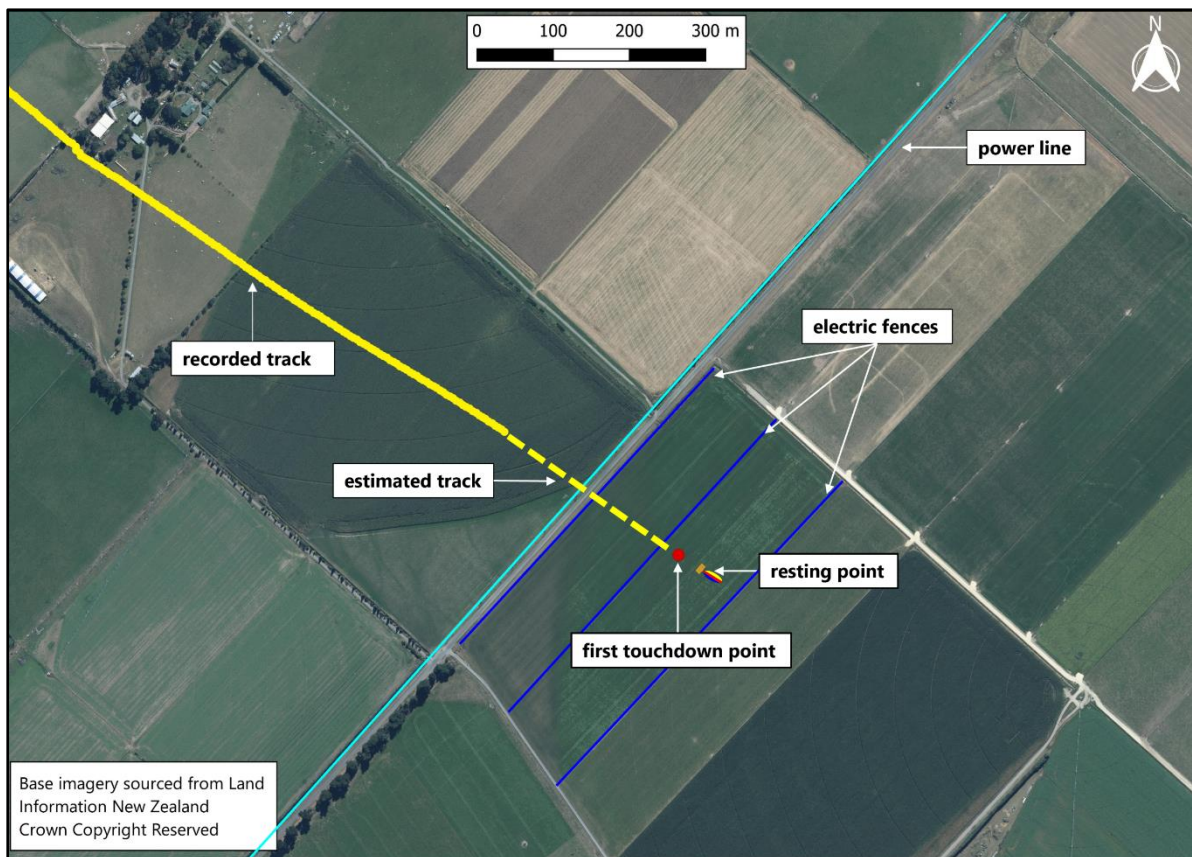 0 100 200 300 m
N
power line
electric fences
recorded track
estimated track
resting point
first touchdown point
Base imagery sourced from Land
Information New Zealand
Crown Copyright Reserved